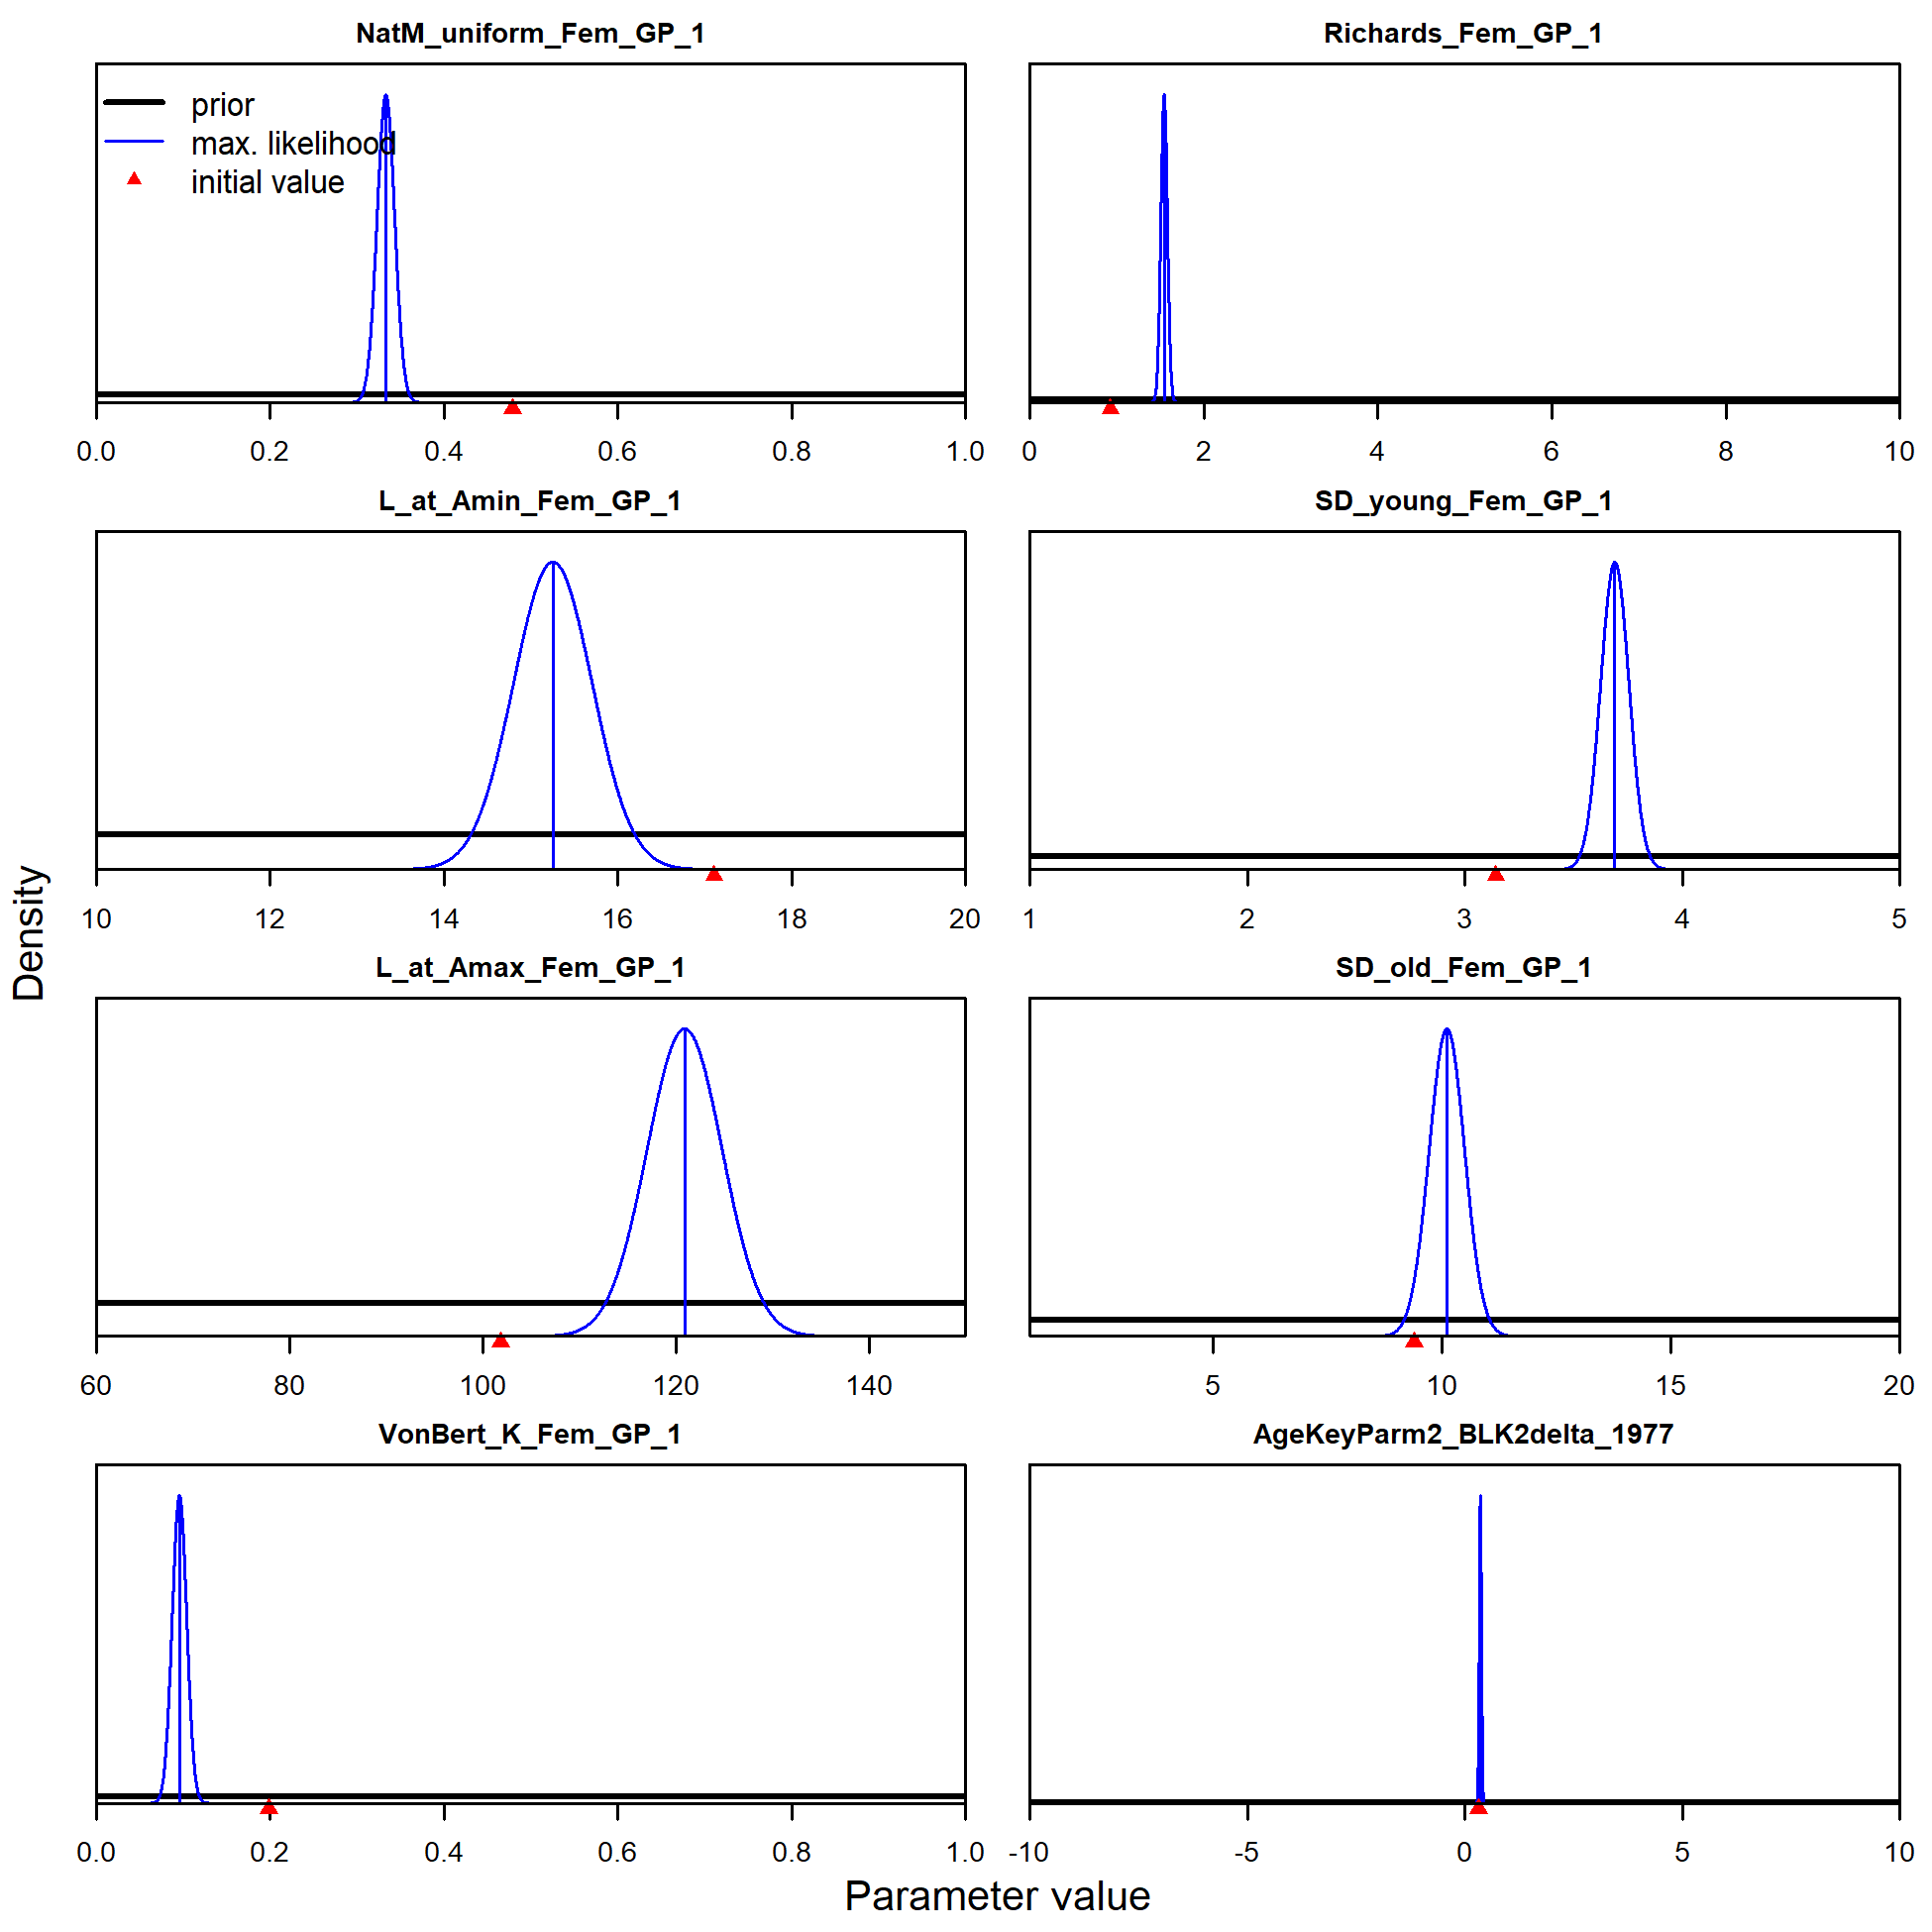 NatM_uniform_Fem_GP_1
prior
max. likelihood
initial value
0.0 0.2 0.4 0.6 0.8 1.0
Richards_Fem_GP_1
0 2 4 6 8 10
L_at_Amin_Fem_GP_1
10 12 14 16 18 20
SD_young_Fem_GP_1
1 2 3 4 5
L_at_Amax_Fem_GP_1
60 80 100 120 140
SD_old_Fem_GP_1
5 10 15 20
VonBert_K_Fem_GP_1
0.0 0.2 0.4 0.6 0.8 1.0
AgeKeyParm2_BLK2delta_1977
-10 -5 0 5 10
Density
Parameter value